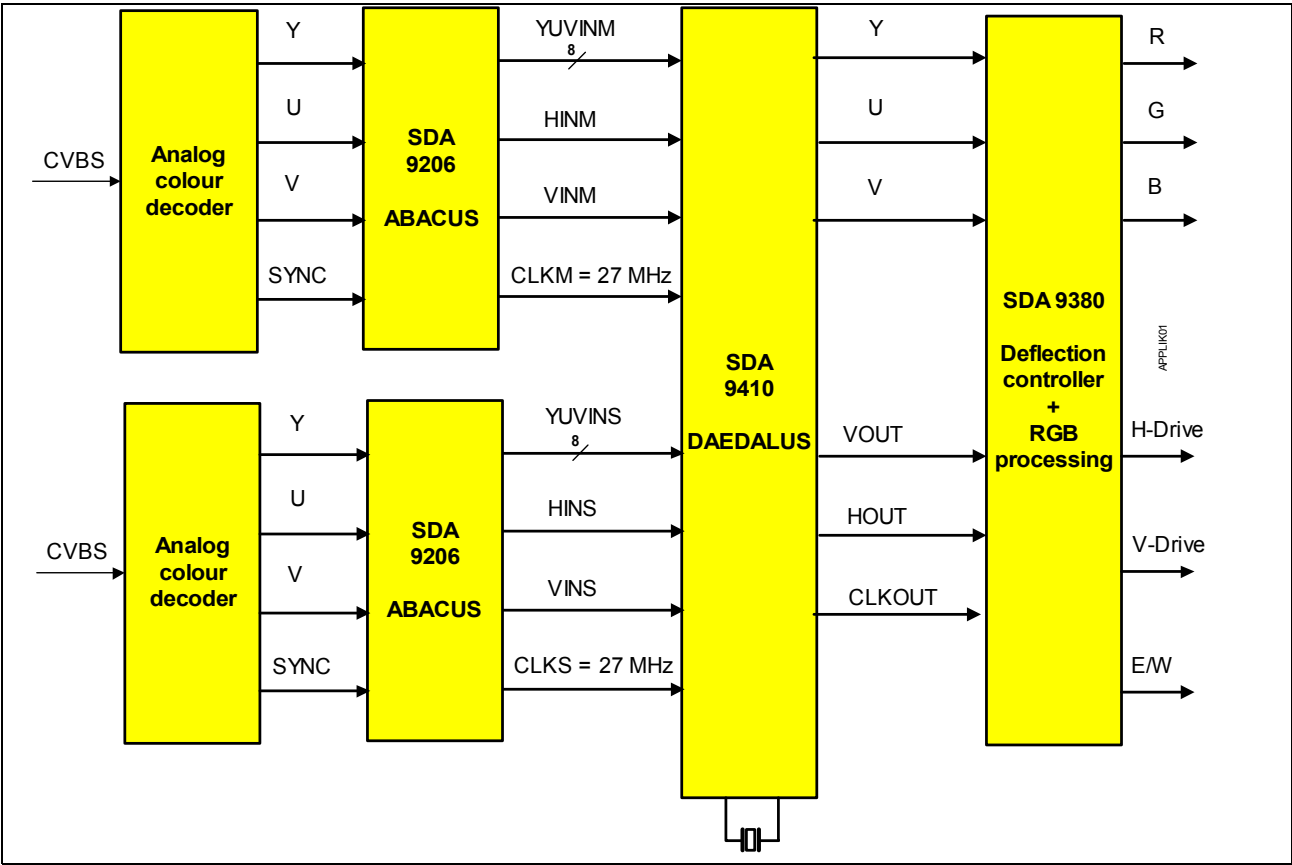 CVBS
Analog
colour
decoder
Y
U
V
SYNC
SDA
9206
ABACUS
YUVINM
8
HINM
VINM
CLKM = 27 MHz
CVBS
Analog
colour
decoder
Y
U
V
SYNC
SDA
9206
ABACUS
YUVINS
8
HINS
VINS
CLKS = 27 MHz
SDA
9410
DAEDALUS
Y
U
V
VOUT
HOUT
CLKOUT
SDA 9380
Deflection
controller
+
RGB
processing
R
G
B
APPLIK01
H-Drive
V-Drive
E/W